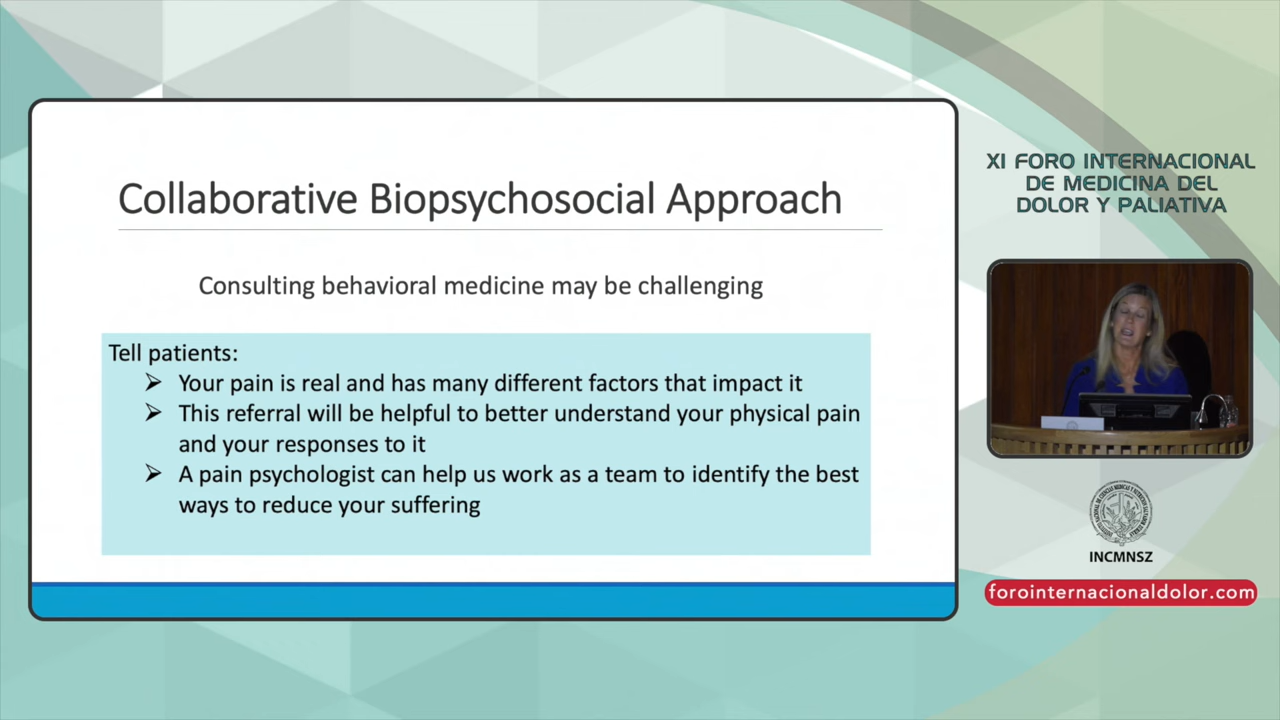 Collaborative Biopsychosocial Approach
Consulting behavioral medicine may be challenging
Tell patients:
➢ Your pain is real and has many different factors that impact it
➢ This referral will be helpful to better understand your physical pain
and your responses to it
➢ A pain psychologist can help us work as a team to identify the best
ways to reduce your suffering
XI FORO INTERNACIONAL
DE MEDICINA DEL
DOLOR Y PALIATIVA
INCMNSZ
forointernacionaldolor.com